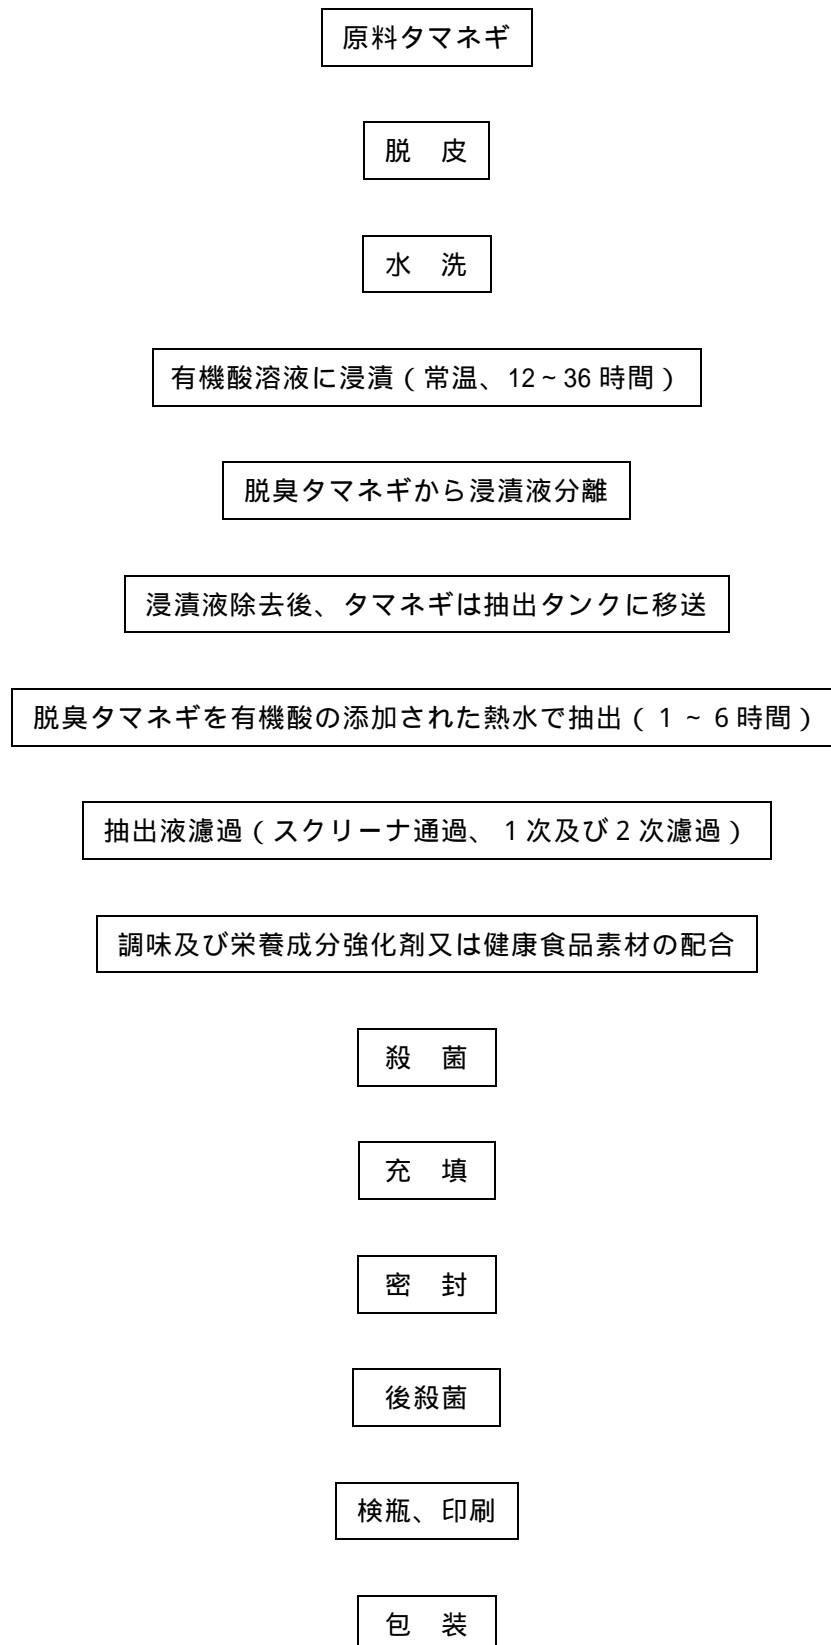 原料タマネギ
脱　皮
水　洗
有機酸溶液に浸漬（常温、12～36 時間）
脱臭タマネギから浸漬液分離
浸漬液除去後、タマネギは抽出タンクに移送
脱臭タマネギを有機酸の添加された熱水で抽出（１～６時間）
抽出液濾過（スクリーナ通過、１次及び２次濾過）
調味及び栄養成分強化剤又は健康食品素材の配合
殺　菌
充　填
密　封
後殺菌
検瓶、印刷
包　装